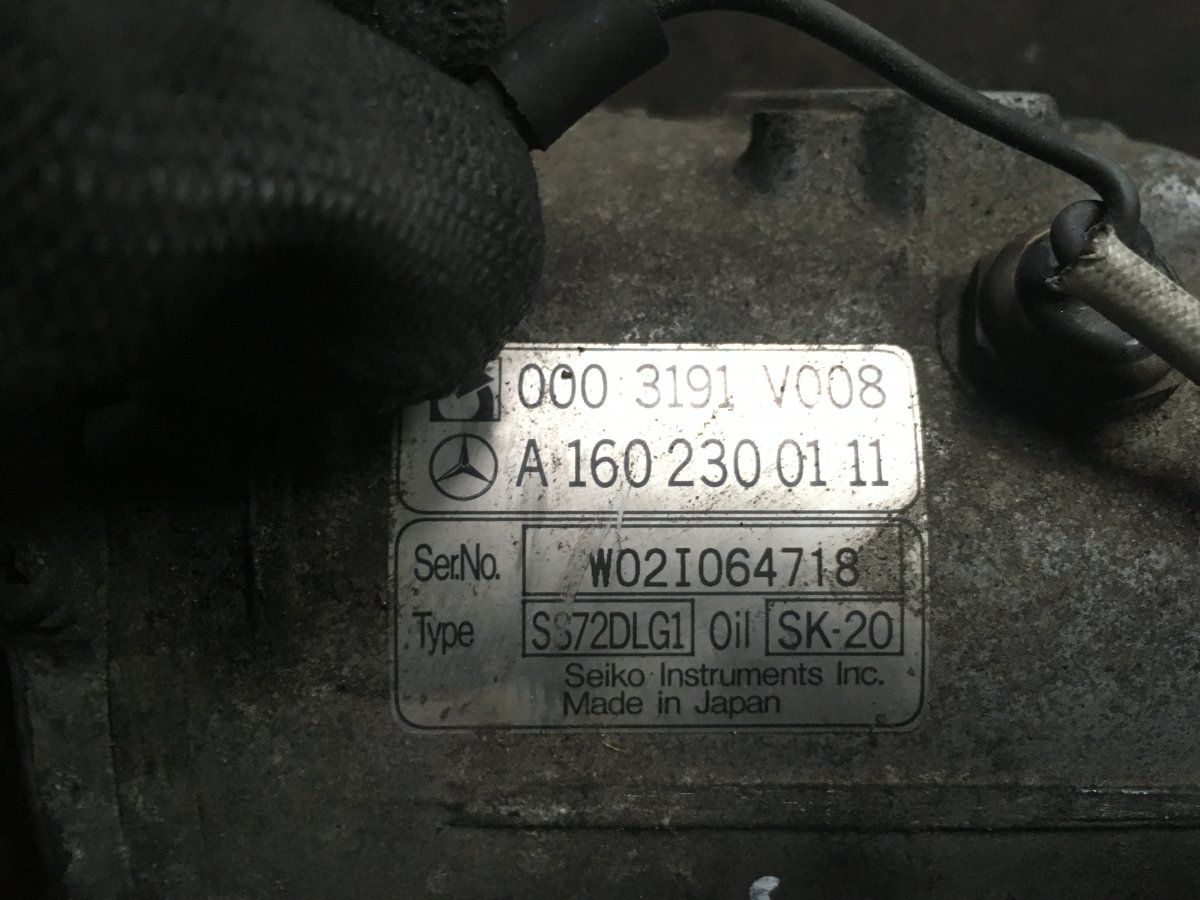 000 3191 V008
A 160 230 01 11
Ser.No. W02I064718
Type SS72DLG1 Oil SK-20
Seiko Instruments Inc.
Made in Japan